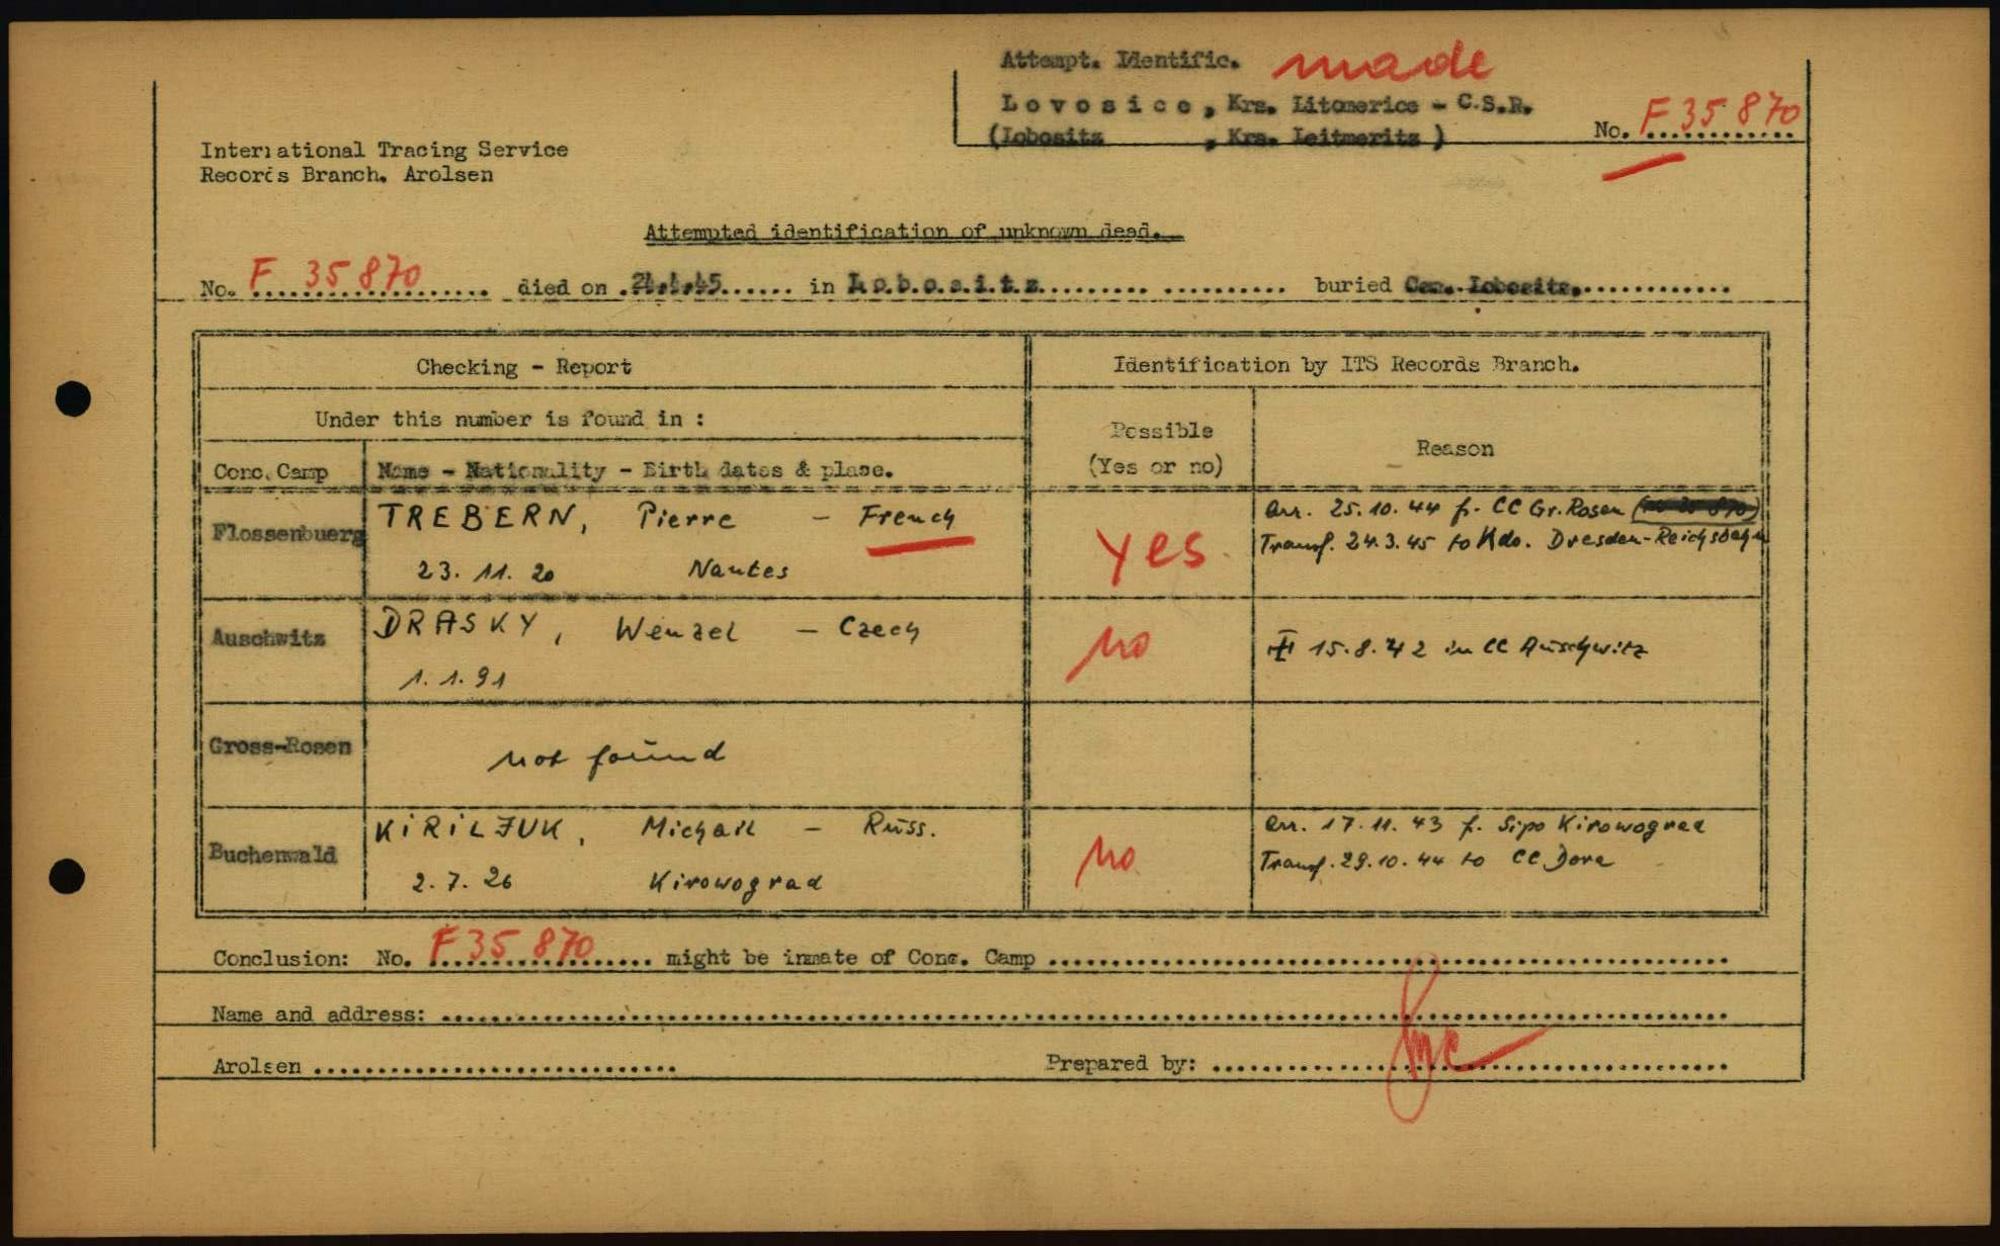 Attempt. Identific. made
Lovosice, Krs. Litomerice - C.S.R.
(Lobositz , Krs. Leitmeritz )
No. F 35 870
International Tracing Service
Records Branch. Arolsen
Attempted identification of unknown dead.
No. F 35 870 died on in Lobositz buried Cem. Lobositz.
Checking - Report
Identification by ITS Records Branch.
Under this number is found in :
Possible
(Yes or no)
Reason
Conc. Camp
Name - Nationality - Birth dates & place.
Flossenbuerg
TREBERN, Pierre - French
23. 11. 20 Nantes
yes
arr. 25.10.44 f. CC Gr. Rosen
Transf. 24.3.45 to Kdo. Dresden-Reichsbahn
Auschwitz
DRASKY, Wenzel - Czech
1. 1. 91
no
15.8.42 in CC Auschwitz
Gross-Rosen
not found
Buchenwald
KIRILJUK, Michail - Russ.
2.7.26 Kirowograd
no
arr. 17.11.43 f. Sipo Kirowograd
Transf. 29.10.44 to CC Dora
Conclusion: No. F 35 870 might be inmate of Conc. Camp
Name and address:
Arolsen
Prepared by: